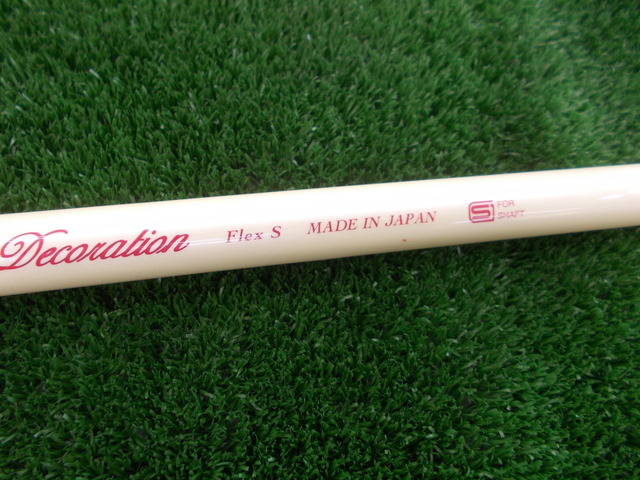 Decoration Flex S MADE IN JAPAN
FOR
SHAFT